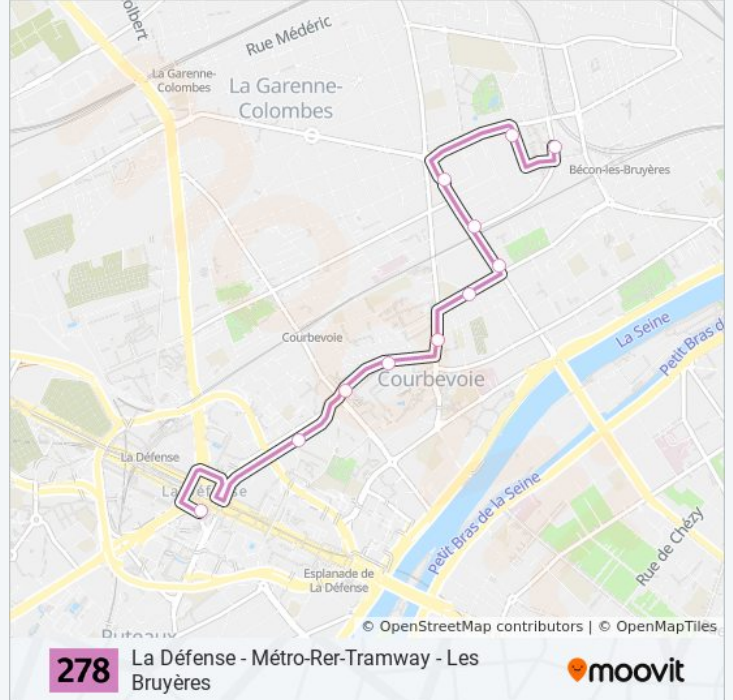 olbert
Rue Médéric
La Garenne-
Colombes
La Garenne-
Colombes
Bécon-les-Bruyères
La Seine
Petit Bras d
Courbevoie
Courbevoie
La Défense
La Défense
Petit Bras de la Seine
Rue de Chézy
Esplanade de
La Défense
Puteaux
© OpenStreetMap contributors | © OpenMapTiles
278
La Défense - Métro-Rer-Tramway - Les
Bruyères
moovit